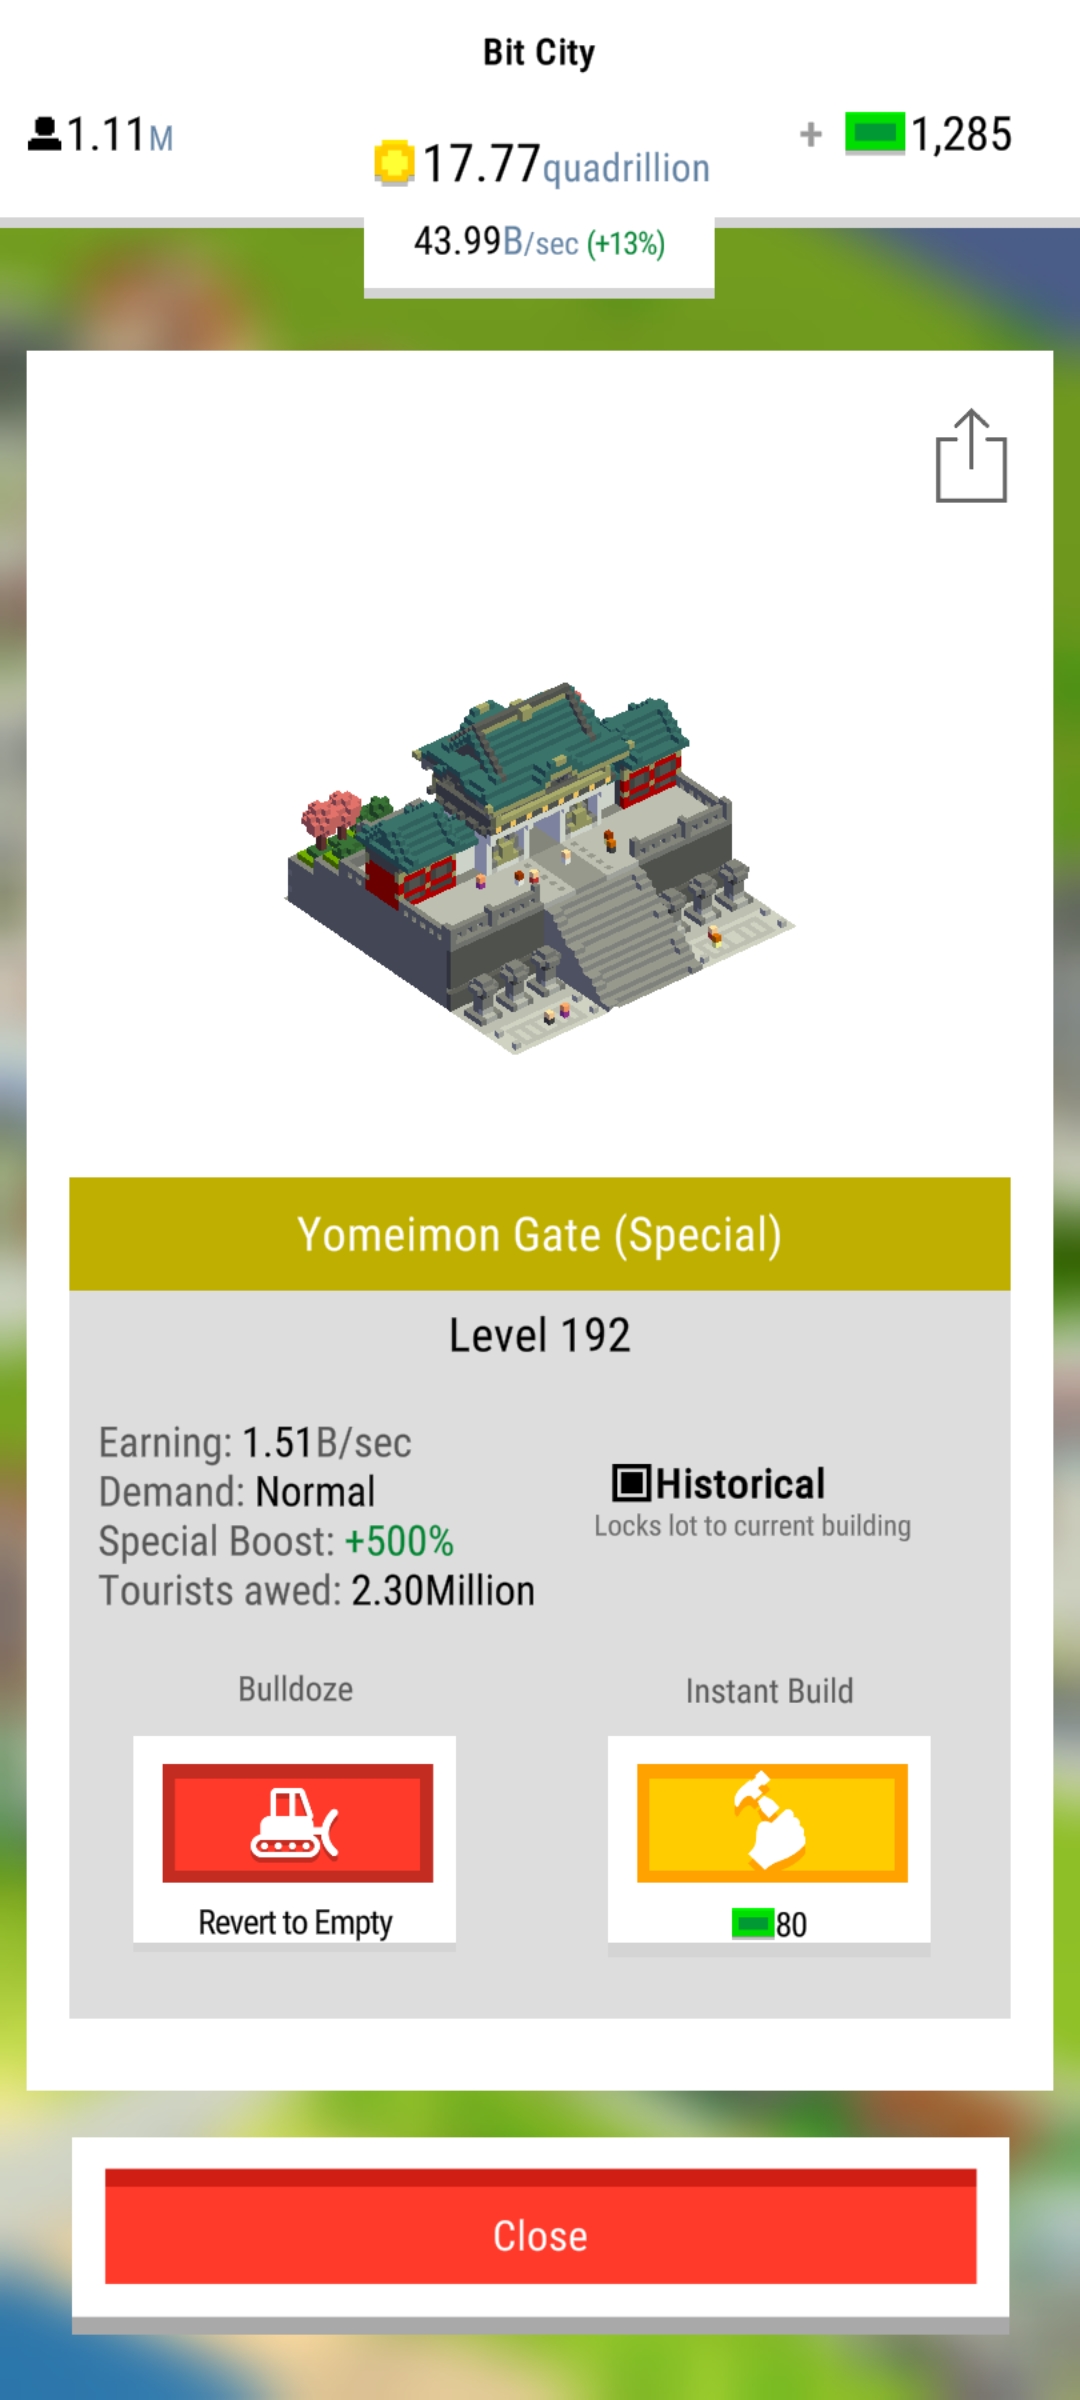 Bit City
1.11M
17.77quadrillion
+ 1,285
43.99B/sec (+13%)
Yomeimon Gate (Special)
Level 192
Earning: 1.51B/sec
Demand: Normal
Special Boost: +500%
Tourists awed: 2.30Million
Historical
Locks lot to current building
Bulldoze
Instant Build
Revert to Empty
80
Close